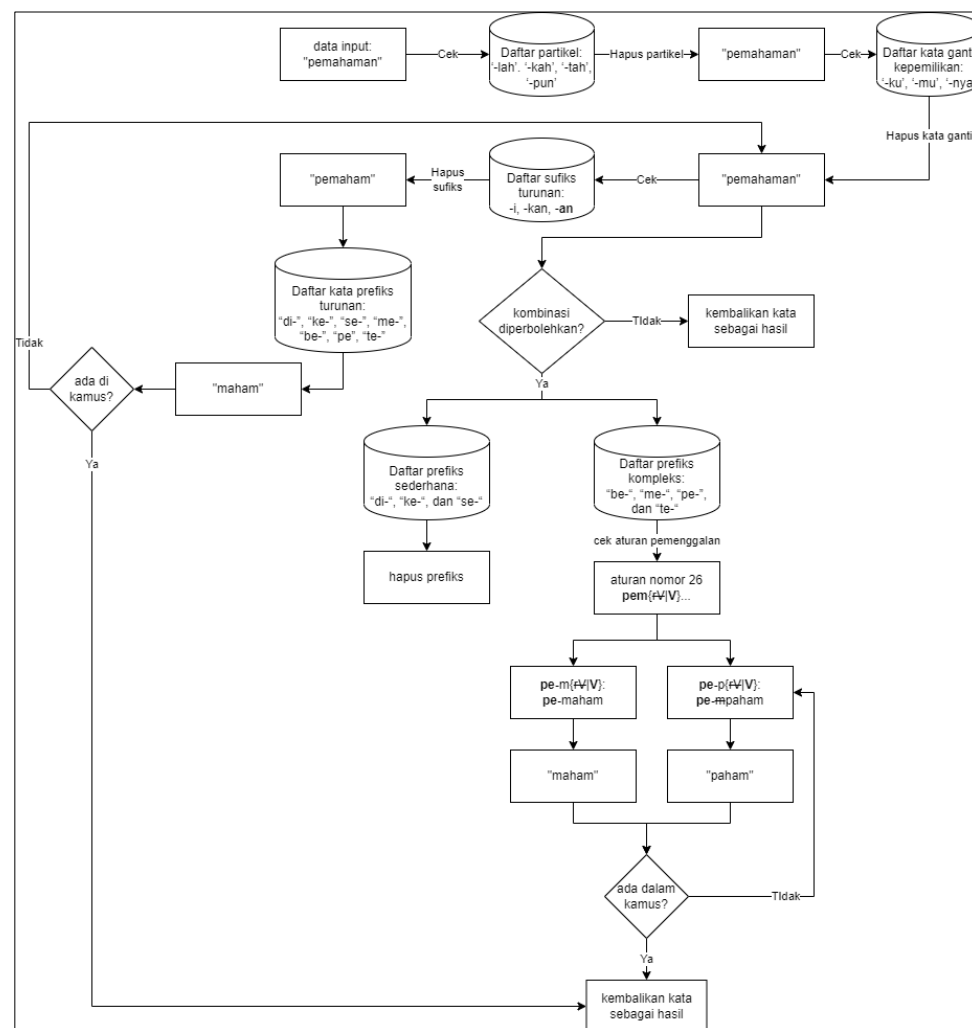 data input:
"pemahaman"
Cek
Daftar partikel:
'-lah'. '-kah', '-tah',
'-pun'
Hapus partikel
"pemahaman"
Cek
Daftar kata ganti
kepemilikan:
'-ku', '-mu', '-nya'
Hapus kata ganti
"pemaham"
Hapus
sufiks
Daftar sufiks
turunan:
-i, -kan, -an
Cek
"pemahaman"
Daftar kata prefiks
turunan:
"di-", "ke-", "se-", "me-",
"be-", "pe", "te-"
kombinasi
diperbolehkan?
TIdak
kembalikan kata
sebagai hasil
Tidak
ada di
kamus?
"maham"
Ya
Ya
Daftar prefiks
sederhana:
"di-", "ke-", dan "se-"
Daftar prefiks
kompleks:
"be-", "me-", "pe-",
dan "te-"
cek aturan pemenggalan
hapus prefiks
aturan nomor 26
pem{rV|V}...
pe-m{rV|V}:
pe-maham
pe-p{rV|V}:
pe-mpaham
"maham"
"paham"
ada dalam
kamus?
TIdak
Ya
kembalikan kata
sebagai hasil